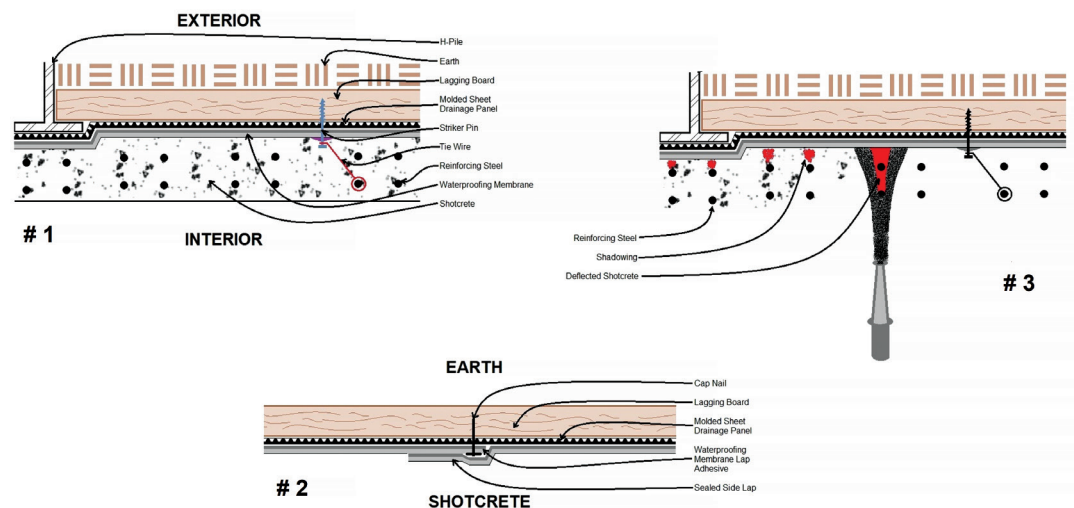 EXTERIOR
H-Pile
Earth
Lagging Board
Molded Sheet
Drainage Panel
Striker Pin
Tie Wire
Reinforcing Steel
Waterproofing Membrane
Shotcrete
# 1
INTERIOR
Reinforcing Steel
Shadowing
Deflected Shotcrete
# 3
EARTH
Cap Nail
Lagging Board
Molded Sheet
Drainage Panel
Waterproofing
Membrane Lap
Adhesive
Sealed Side Lap
# 2
SHOTCRETE